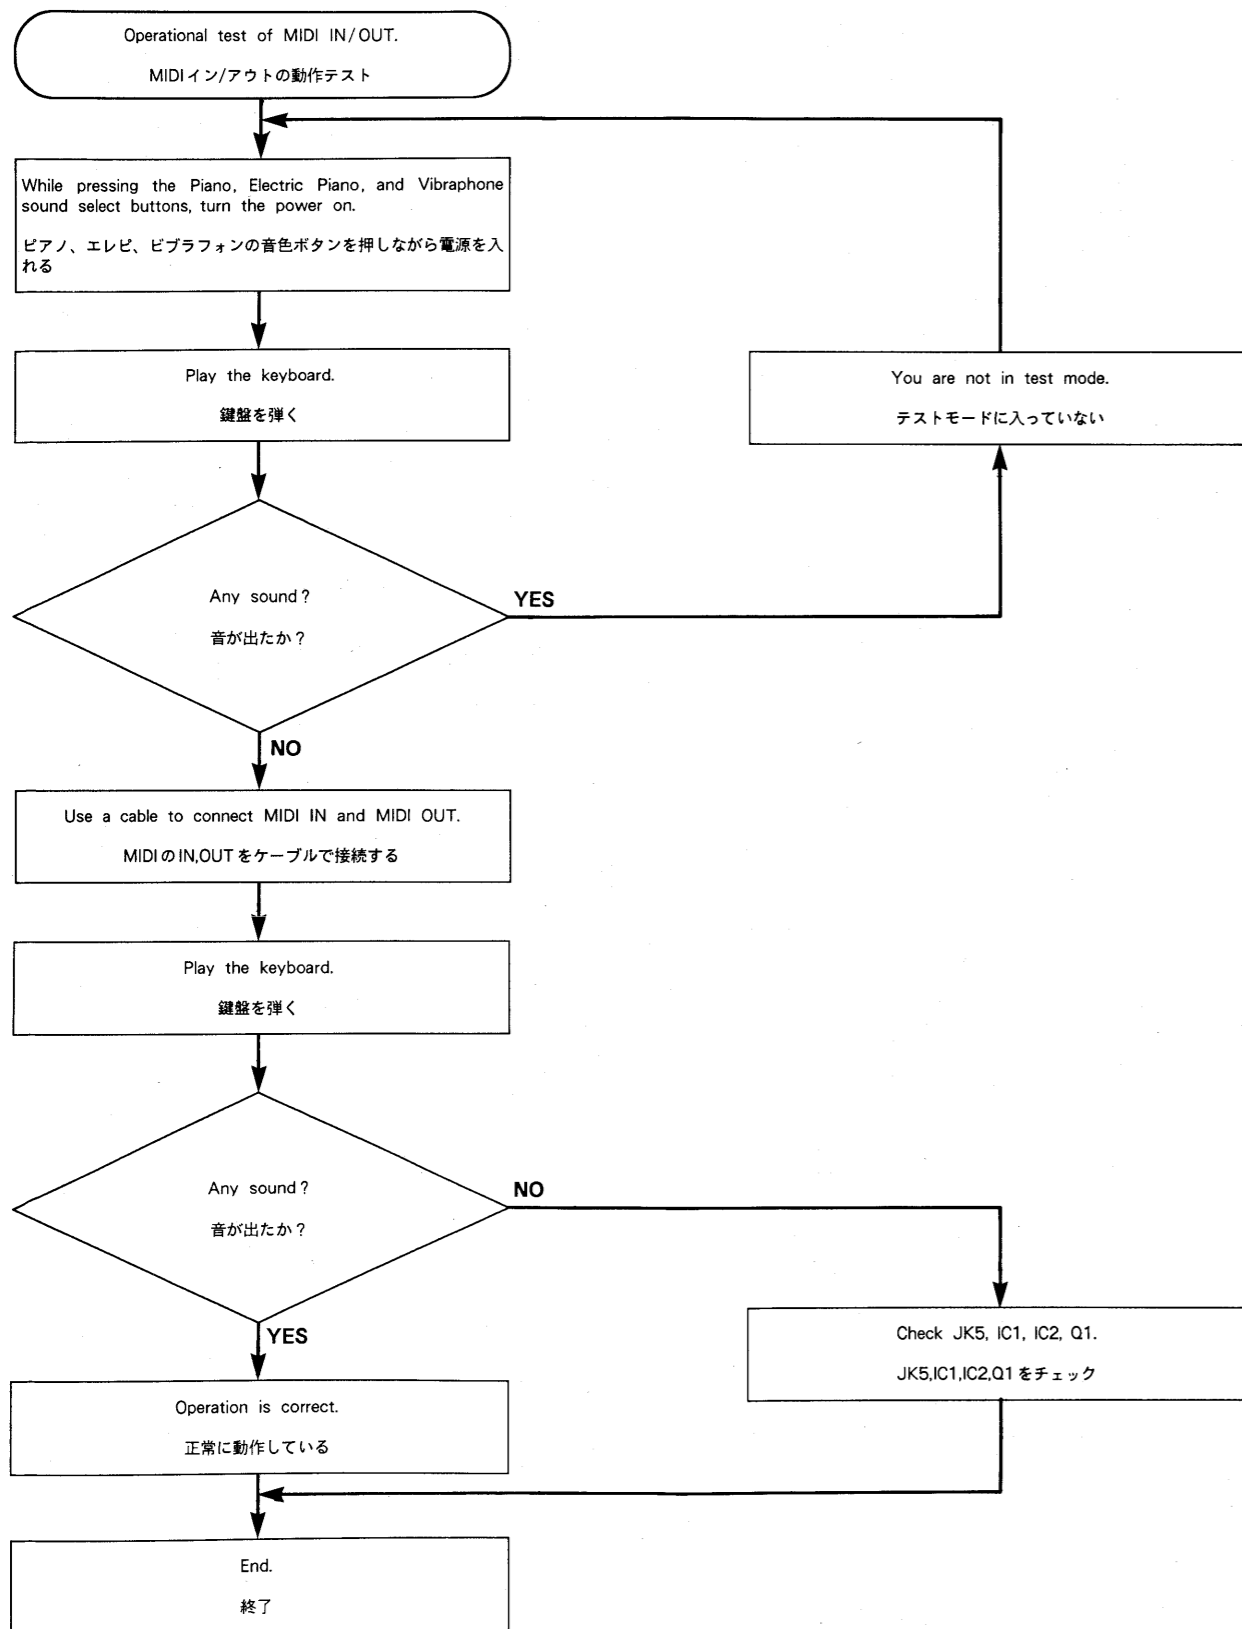 Operational test of MIDI IN/OUT.
MIDIイン/アウトの動作テスト
While pressing the Piano, Electric Piano, and Vibraphone
sound select buttons, turn the power on.
ピアノ、エレピ、ビブラフォンの音色ボタンを押しながら電源を入
れる
Play the keyboard.
鍵盤を弾く
You are not in test mode.
テストモードに入っていない
Any sound?
音が出たか?
YES
NO
Use a cable to connect MIDI IN and MIDI OUT.
MIDIのIN,OUTをケーブルで接続する
Play the keyboard.
鍵盤を弾く
Any sound?
音が出たか?
NO
YES
Check JK5, IC1, IC2, Q1.
JK5,IC1,IC2,Q1をチェック
Operation is correct.
正常に動作している
End.
終了